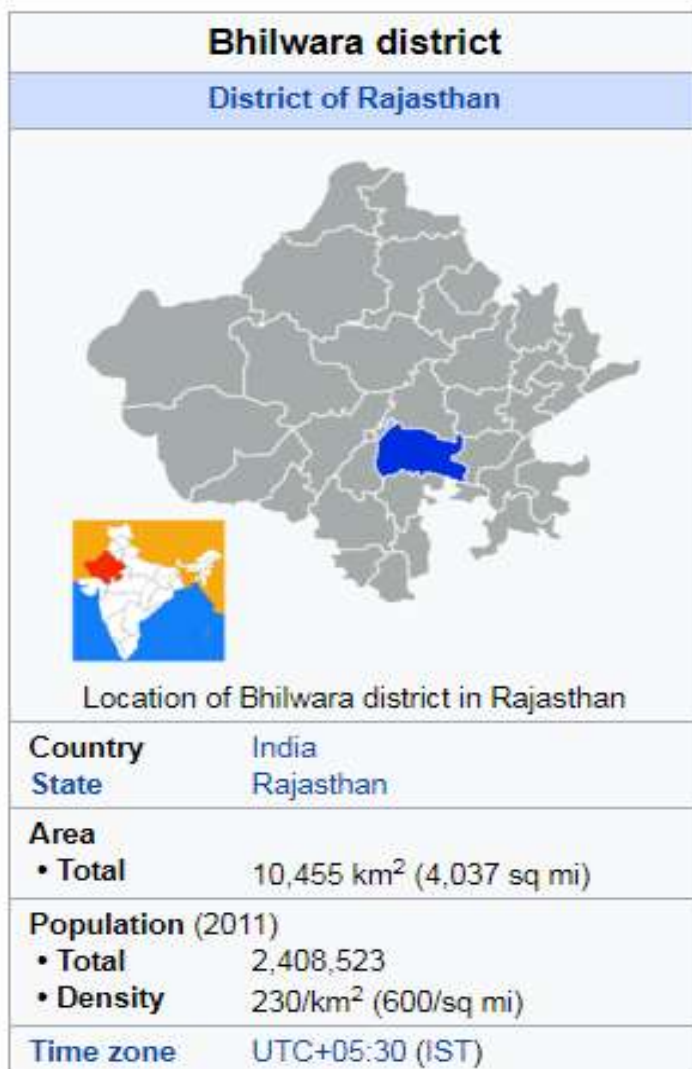 Bhilwara district
District of Rajasthan
Location of Bhilwara district in Rajasthan
Country India
State Rajasthan
Area
• Total 10,455 km² (4,037 sq mi)
Population (2011)
• Total 2,408,523
• Density 230/km² (600/sq mi)
Time zone UTC+05:30 (IST)